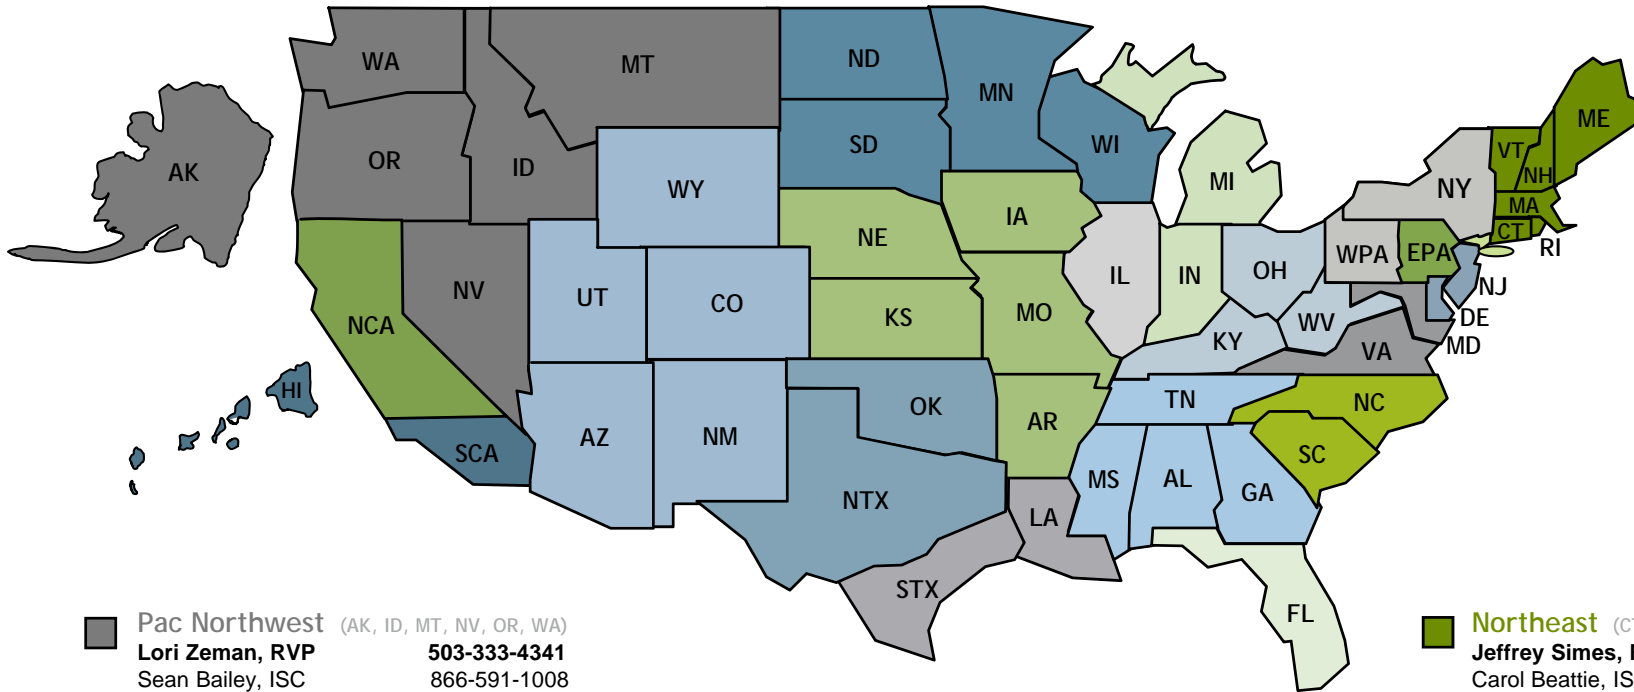 WA
MT
ND
MN
ME
AK
OR
ID
SD
WI
VT
NH
WY
MI
NY
MA
IA
CT
RI
NE
NV
UT
CO
IL
IN
OH
WPA
EPA
NJ
NCA
KS
MO
WV
DE
KY
VA
MD
HI
OK
TN
NC
SCA
AZ
NM
AR
SC
MS
AL
GA
NTX
LA
STX
FL
Pac Northwest (AK, ID, MT, NV, OR, WA)
Lori Zeman, RVP 503-333-4341
Sean Bailey, ISC 866-591-1008
Northeast (CT
Jeffrey Simes,
Carol Beattie, IS